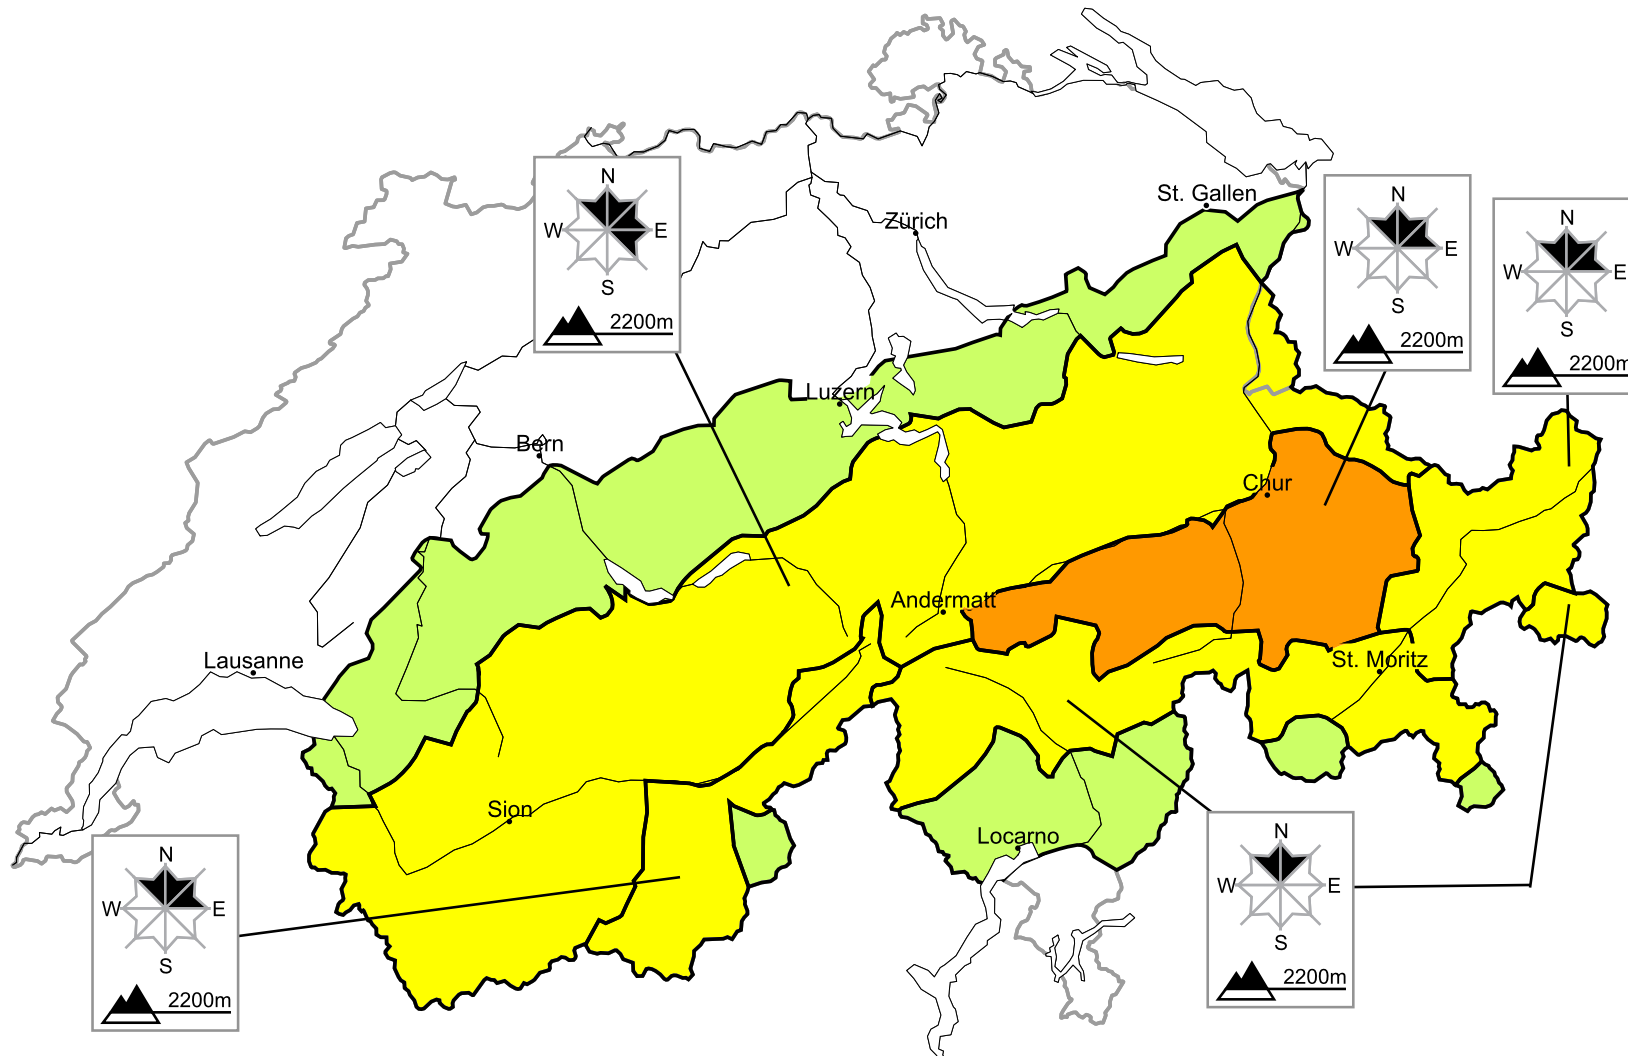 N
W E
S
2200m
St. Gallen
Zürich
N
W E
S
2200m
N
W E
S
2200m
Luzern
Bern
Chur
Andermatt
Lausanne
St. Moritz
Sion
Locarno
N
W E
S
2200m
N
W E
S
2200m